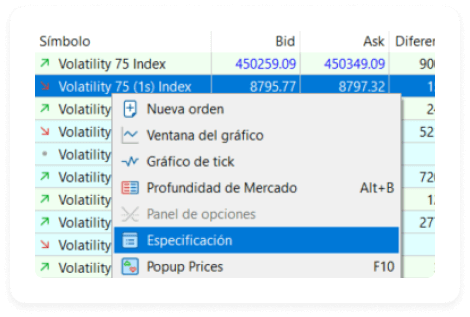 Símbolo Bid Ask Diferen
Volatility 75 Index 450259.09 450349.09 900
Volatility 75 (1s) Index 8795.77 8797.32 1
Volatility Nueva orden 2
Volatility Ventana del gráfico 52
Volatility Gráfico de tick
Volatility Profundidad de Mercado Alt+B 72
Volatility Panel de opciones 1
Volatility Especificación 27
Volatility
Volatility Popup Prices F10